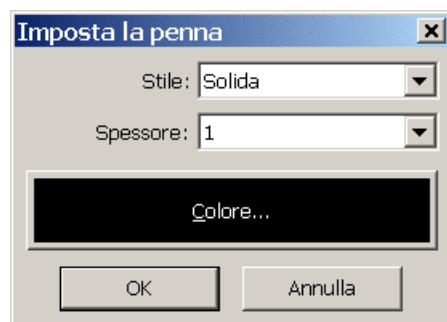 Imposta la penna
Stile: Solida
Spessore: 1
Colore...
OK Annulla